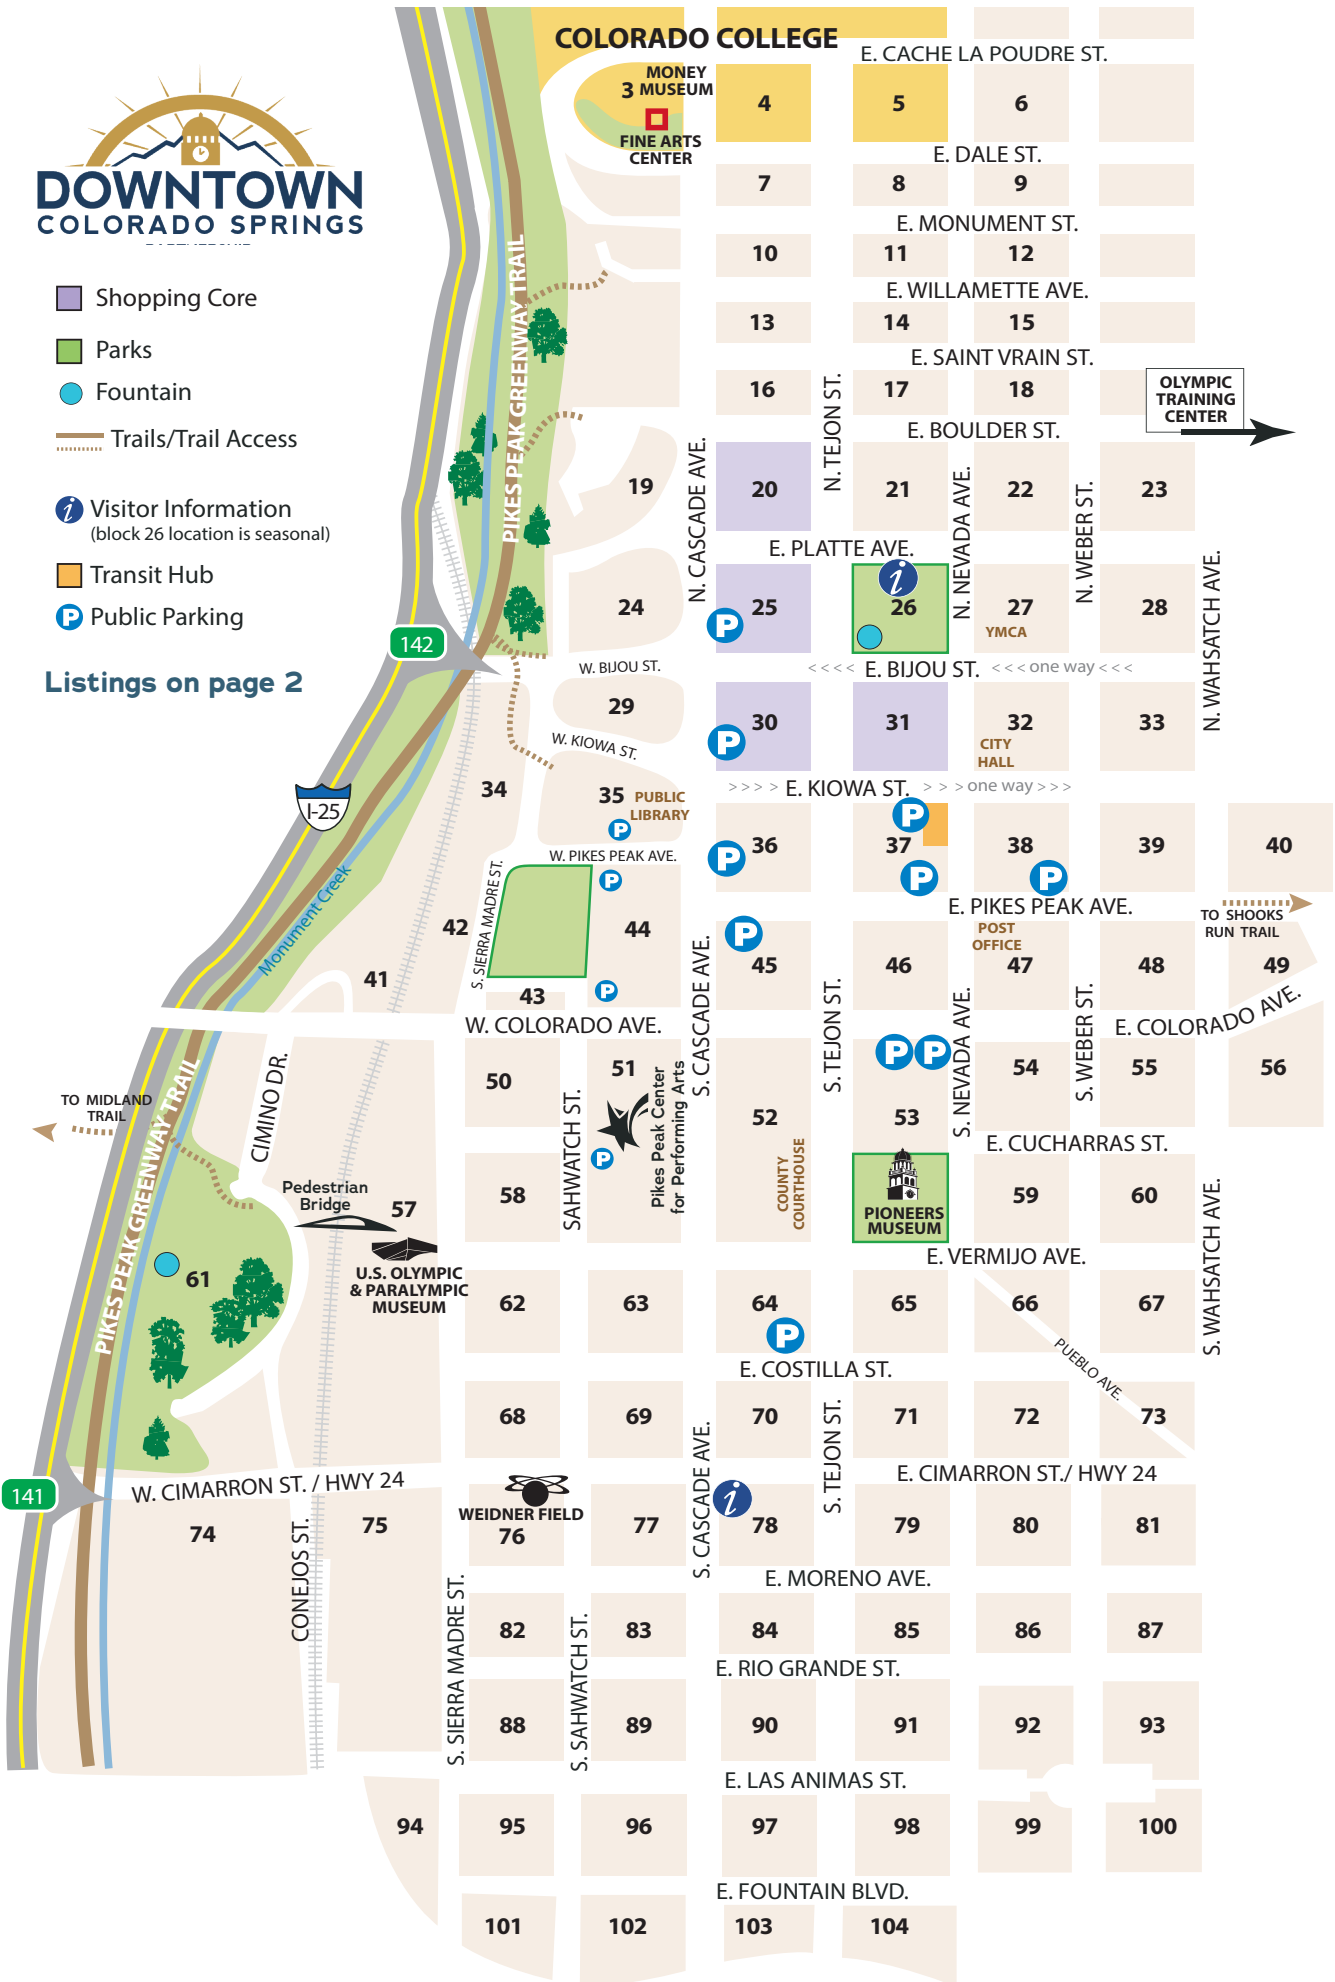 COLORADO COLLEGE
E. CACHE LA POUDRE ST.
MONEY
3 MUSEUM
FINE ARTS
CENTER
4
5
6
E. DALE ST.
DOWNTOWN
COLORADO SPRINGS
7
8
9
E. MONUMENT ST.
10
11
12
E. WILLAMETTE AVE.
Shopping Core
Parks
Fountain
Trails/Trail Access
Visitor Information
(block 26 location is seasonal)
Transit Hub
P Public Parking
Listings on page 2
13
14
15
E. SAINT VRAIN ST.
16
N. TEJON ST.
17
18
OLYMPIC
TRAINING
CENTER
E. BOULDER ST.
PIKES PEAK GREENWAY TRAIL
19
N. CASCADE AVE.
20
21
N. NEVADA AVE.
22
N. WEBER ST.
23
E. PLATTE AVE.
24
P
25
i
26
27
YMCA
28
N. WAHSATCH AVE.
142
W. BIJOU ST.
< < < < E. BIJOU ST. < < < one way < < <
29
P
30
31
32
CITY
HALL
33
W. KIOWA ST.
> > > > E. KIOWA ST. > > > one way > > >
I-25
34
35 PUBLIC
LIBRARY
P
P
36
P
37
P
38
P
39
40
W. PIKES PEAK AVE.
E. PIKES PEAK AVE.
TO SHOOKS
RUN TRAIL
Monument Creek
S. SIERRA MADRE ST.
P
42
44
P
45
46
POST
OFFICE
47
48
49
41
43
P
W. COLORADO AVE.
S. CASCADE AVE.
S. TEJON ST.
S. NEVADA AVE.
S. WEBER ST.
E. COLORADO AVE.
CIMINO DR.
50
51
Pikes Peak Center
for Performing Arts
P
P P
54
55
56
TO MIDLAND
TRAIL
PIKES PEAK GREENWAY TRAIL
52
COUNTY
COURTHOUSE
53
E. CUCHARRAS ST.
SAHWATCH ST.
58
PIONEERS
MUSEUM
59
60
S. WAHSATCH AVE.
Pedestrian
Bridge
57
E. VERMIJO AVE.
61
U.S. OLYMPIC
& PARALYMPIC
MUSEUM
62
63
64
P
65
66
67
PUEBLO AVE.
E. COSTILLA ST.
68
69
70
S. TEJON ST.
71
72
73
S. CASCADE AVE.
E. CIMARRON ST./ HWY 24
141
W. CIMARRON ST. / HWY 24
74
75
WEIDNER FIELD
76
77
i
78
79
80
81
CONEJOS ST.
E. MORENO AVE.
S. SIERRA MADRE ST.
82
S. SAHWATCH ST.
83
84
85
86
87
E. RIO GRANDE ST.
88
89
90
91
92
93
E. LAS ANIMAS ST.
94
95
96
97
98
99
100
E. FOUNTAIN BLVD.
101
102
103
104